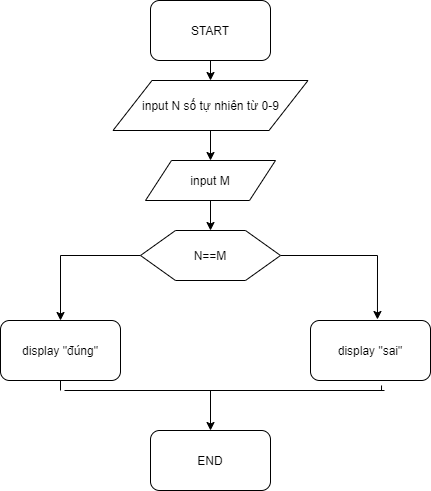 START
input N số tự nhiên từ 0-9
input M
N==M
display "đúng"
display "sai"
END